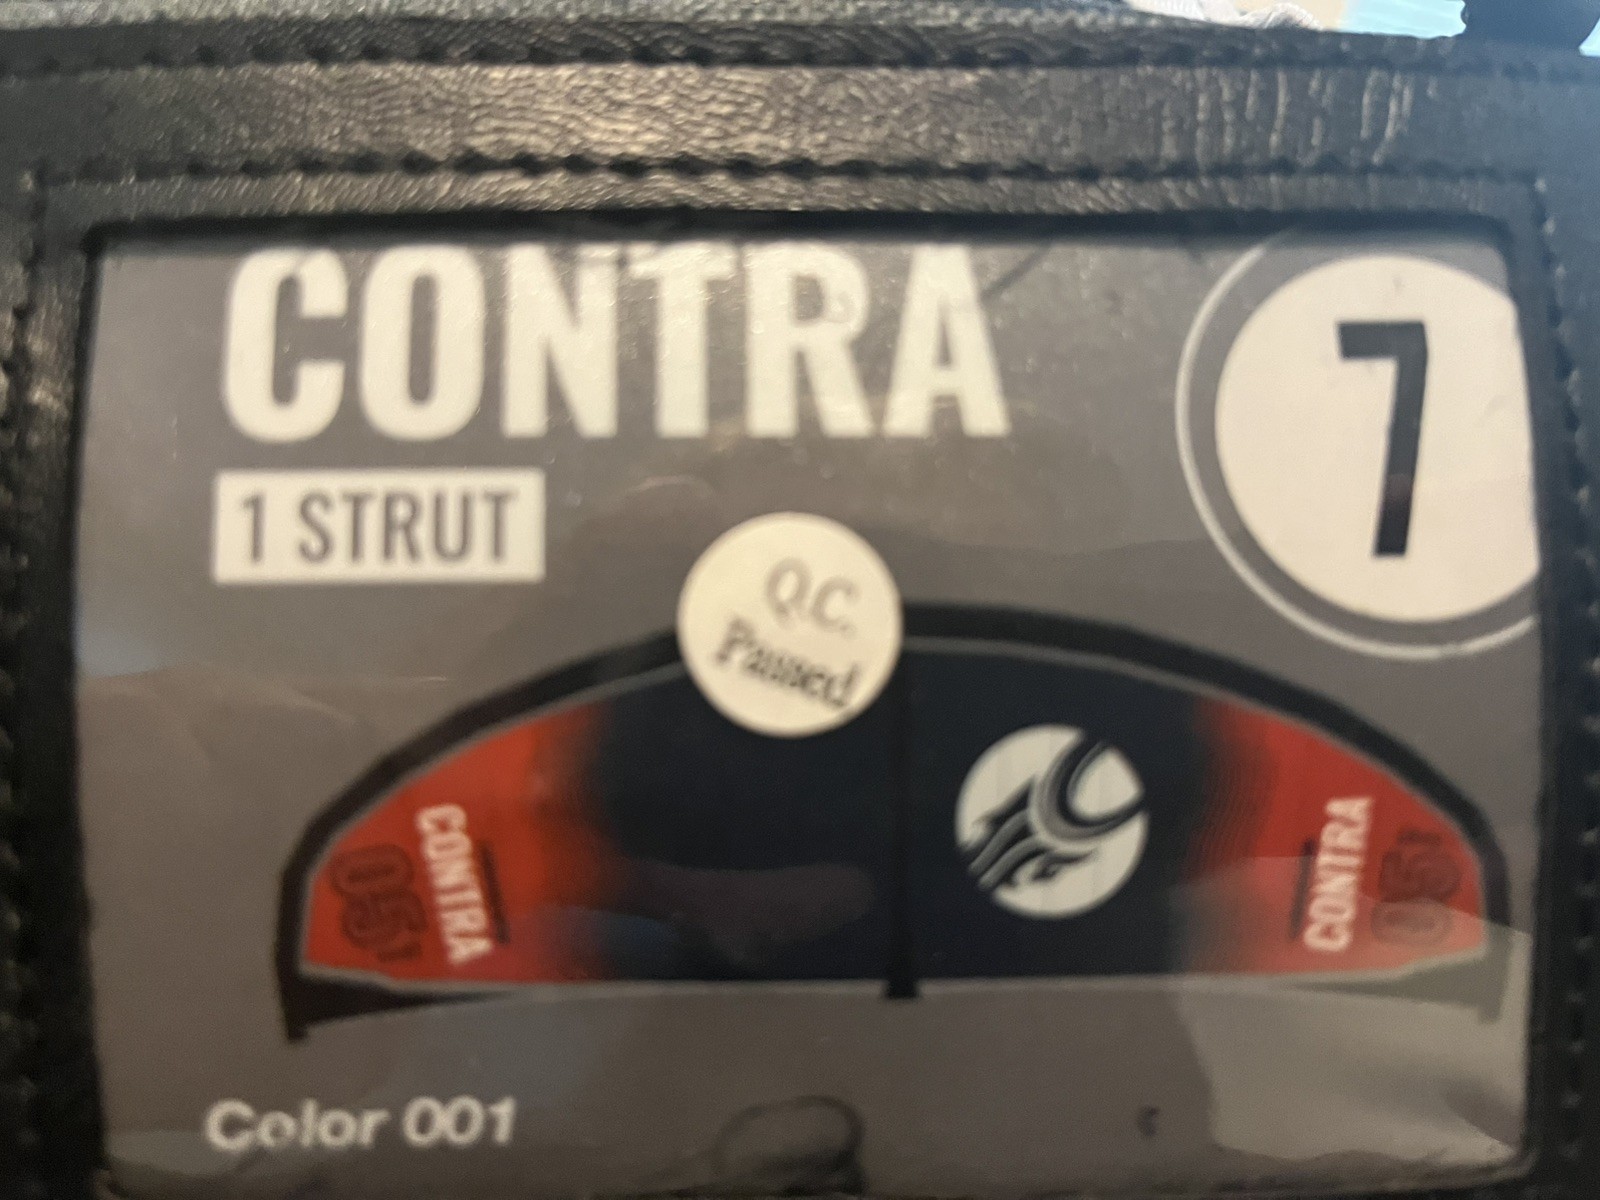 CONTRA
7
1 STRUT
Q.C.
Passed
CONTRA
CONTRA
Color 001